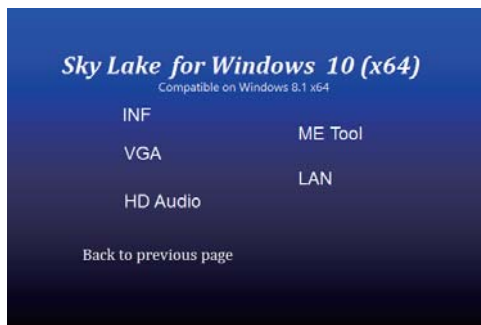 Sky Lake for Windows 10 (x64)
Compatible on Windows 8.1 x64
INF
ME Tool
VGA
LAN
HD Audio
Back to previous page